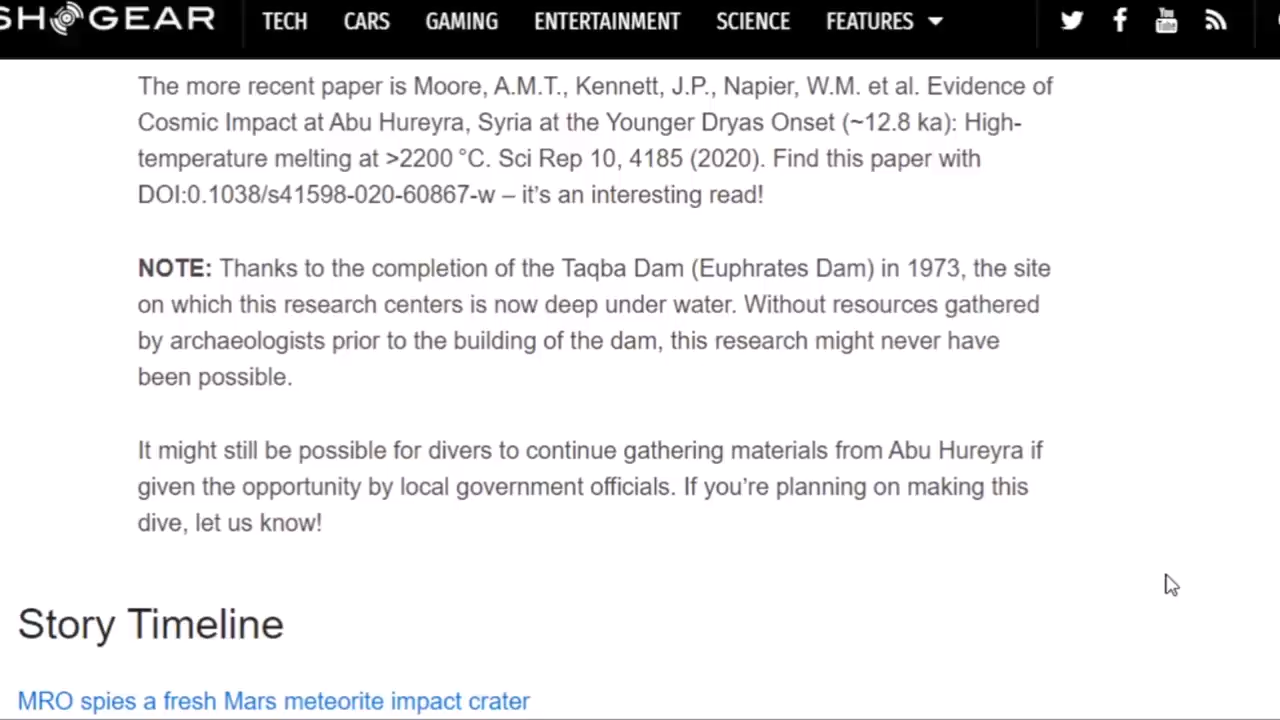 SH GEAR TECH CARS GAMING ENTERTAINMENT SCIENCE FEATURES You Tube
The more recent paper is Moore, A.M.T., Kennett, J.P., Napier, W.M. et al. Evidence of
Cosmic Impact at Abu Hureyra, Syria at the Younger Dryas Onset (~12.8 ka): High-
temperature melting at >2200 °C. Sci Rep 10, 4185 (2020). Find this paper with
DOI:0.1038/s41598-020-60867-w – it’s an interesting read!
NOTE: Thanks to the completion of the Taqba Dam (Euphrates Dam) in 1973, the site
on which this research centers is now deep under water. Without resources gathered
by archaeologists prior to the building of the dam, this research might never have
been possible.
It might still be possible for divers to continue gathering materials from Abu Hureyra if
given the opportunity by local government officials. If you’re planning on making this
dive, let us know!
Story Timeline
MRO spies a fresh Mars meteorite impact crater